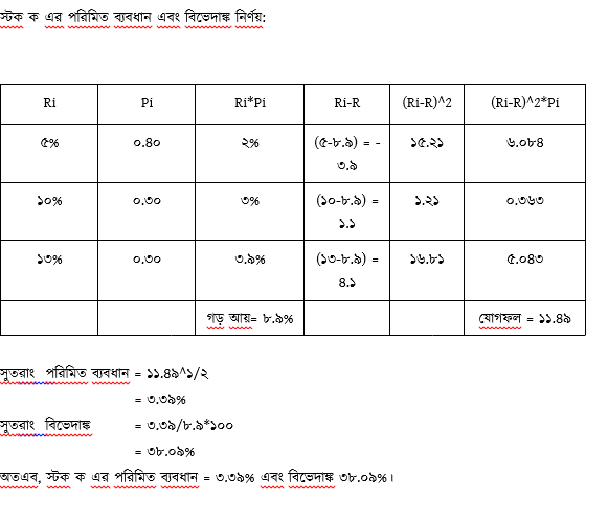 স্টক ক এর পরিমিত ব্যবধান এবং বিভেদাঙ্ক নির্ণয়:
Ri Pi Ri*Pi Ri-R (Ri-R)^2 (Ri-R)^2*Pi
৫% ০.৪০ ২% (৫-৮.৯) = - ১৫.২১ ৬.০৮৪
৩.৯
১০% ০.৩০ ৩% (১০-৮.৯) = ১.২১ ০.৩৬৩
১.১
১৩% ০.৩০ ৩.৯% (১৩-৮.৯) = ১৬.৮১ ৫.০৪৩
৪.১
গড় আয়= ৮.৯% যোগফল = ১১.৪৯
সুতরাং পরিমিত ব্যবধান = ১১.৪৯^১/২
= ৩.৩৯%
সুতরাং বিভেদাঙ্ক = ৩.৩৯/৮.৯*১০০
= ৩৮.০৯%
অতএব, স্টক ক এর পরিমিত ব্যবধান = ৩.৩৯% এবং বিভেদাঙ্ক ৩৮.০৯%।